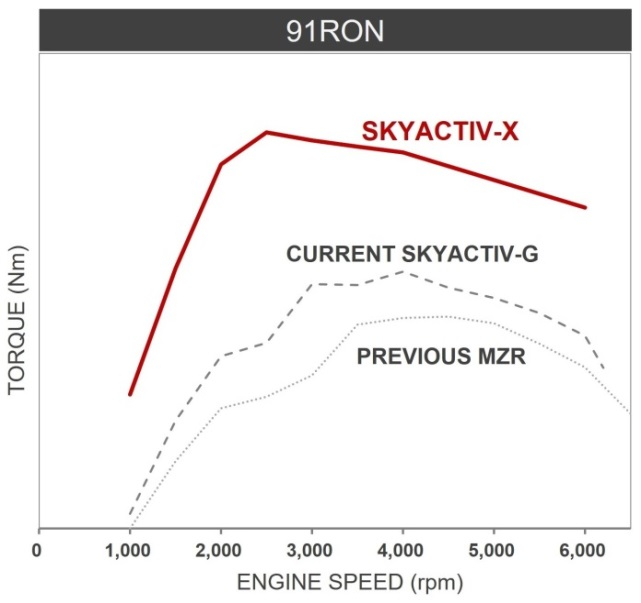 91RON
SKYACTIV-X
CURRENT SKYACTIV-G
PREVIOUS MZR
TORQUE (Nm)
0 1,000 2,000 3,000 4,000 5,000 6,000
ENGINE SPEED (rpm)